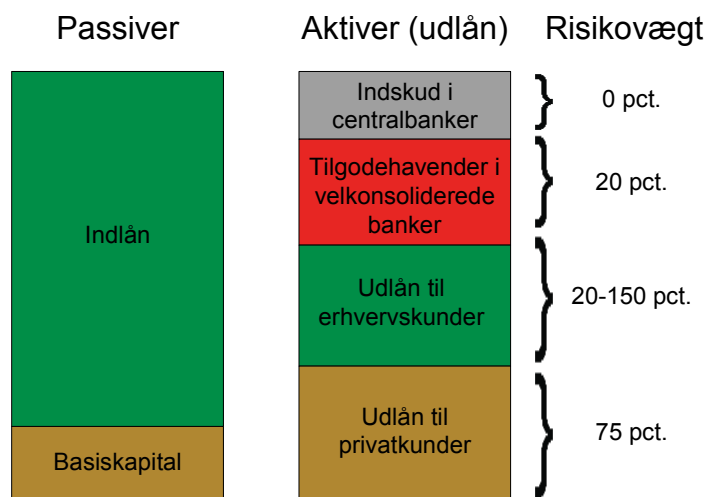 Passiver
Aktiver (udlån)
Risikovægt
Indlån
Basiskapital
Indskud i
centralbanker
0 pct.
Tilgodehavender i
velkonsoliderede
banker
20 pct.
Udlån til
erhvervskunder
20-150 pct.
Udlån til
privatkunder
75 pct.